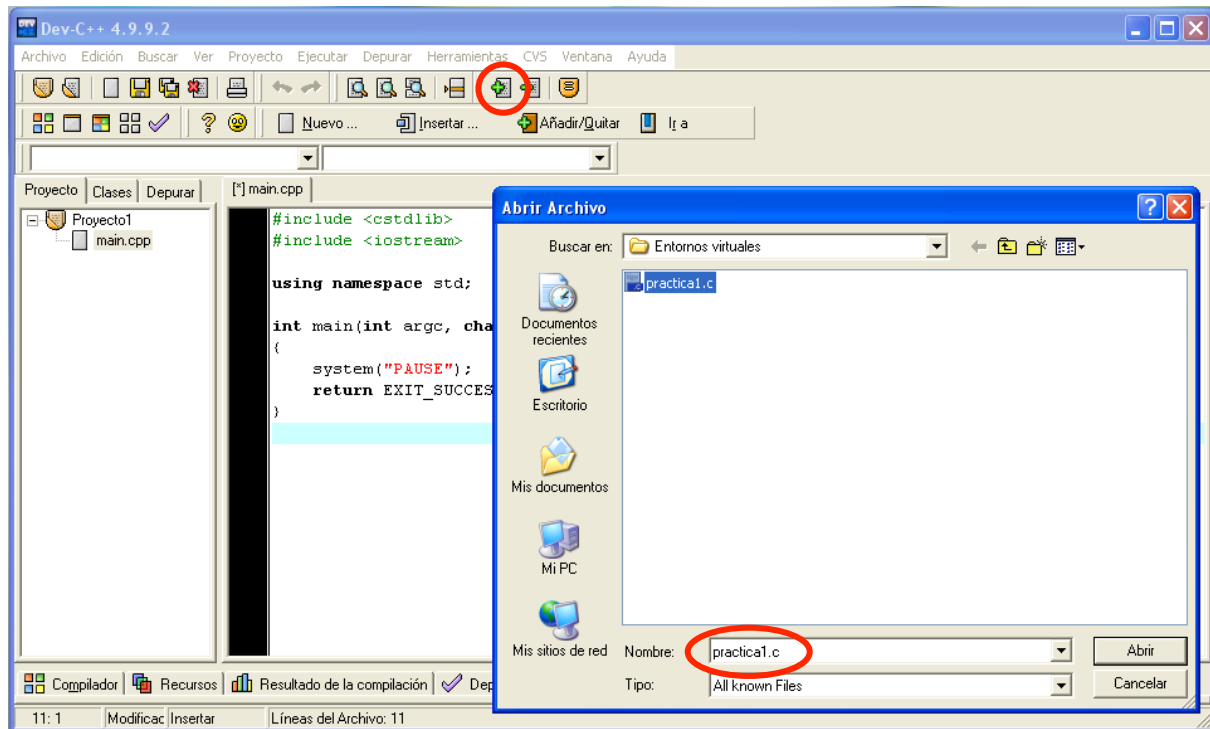 Dev-C++ 4.9.9.2
Archivo Edición Buscar Ver Proyecto Ejecutar Depurar Herramientas CVS Ventana Ayuda
Nuevo ... Insertar ... Añadir/Quitar Ir a
Proyecto Clases Depurar [*] main.cpp
Proyecto1
main.cpp
#include <cstdlib>
#include <iostream>
using namespace std;
int main(int argc, cha
{
system("PAUSE");
return EXIT_SUCCES
}
Abrir Archivo
Buscar en: Entornos virtuales
practica1.c
Documentos
recientes
Escritorio
Mis documentos
Mi PC
Mis sitios de red
Nombre: practica1.c Abrir
Tipo: All known Files Cancelar
Compilador Recursos Resultado de la compilación Dep
11: 1 Modificac Insertar Líneas del Archivo: 11